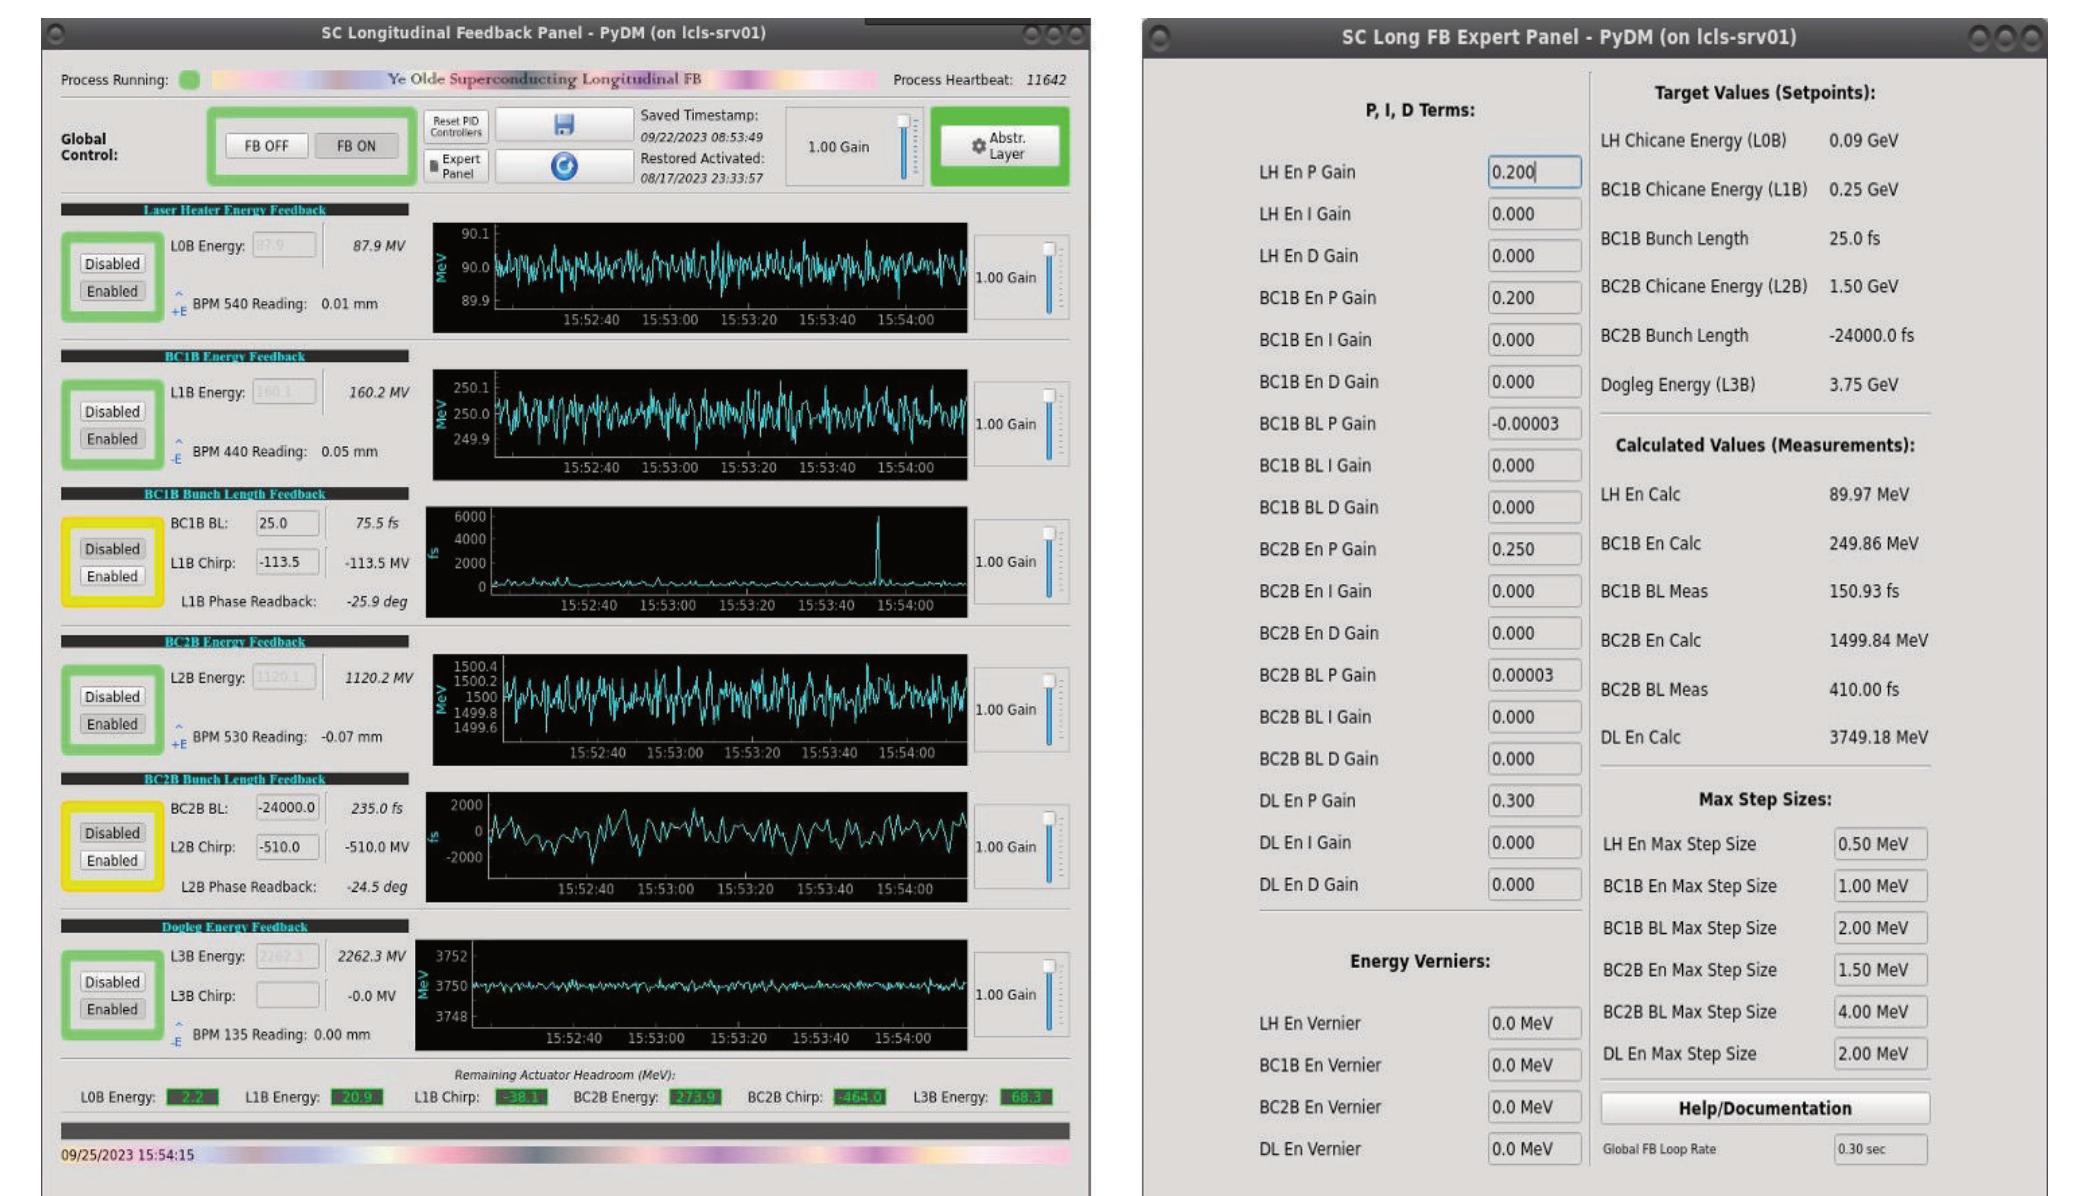 SC Longitudinal Feedback Panel - PyDM (on lcls-srv01)
Process Running:
Ye Olde Superconducting Longitudinal FB
Process Heartbeat: 11642
Global
Control:
FB OFF
FB ON
Reset PID
Controllers
Expert
Panel
Saved Timestamp:
09/22/2023 08:53:49
Restored Activated:
08/17/2023 23:33:57
1.00 Gain
Abstr.
Layer
Laser Heater Energy Feedback
Disabled
Enabled
L0B Energy: 87.9 87.9 MV
+E BPM 540 Reading: 0.01 mm
MeV
90.1
90.0
89.9
15:52:40 15:53:00 15:53:20 15:53:40 15:54:00
1.00 Gain
BC1B Energy Feedback
Disabled
Enabled
L1B Energy: 160.1 160.2 MV
-E BPM 440 Reading: 0.05 mm
MeV
250.1
250.0
249.9
15:52:40 15:53:00 15:53:20 15:53:40 15:54:00
1.00 Gain
BC1B Bunch Length Feedback
Disabled
Enabled
BC1B BL: 25.0 75.5 fs
L1B Chirp: -113.5 -113.5 MV
L1B Phase Readback: -25.9 deg
fs
6000
4000
2000
0
15:52:40 15:53:00 15:53:20 15:53:40 15:54:00
1.00 Gain
BC2B Energy Feedback
Disabled
Enabled
L2B Energy: 1120.1 1120.2 MV
+E BPM 530 Reading: -0.07 mm
MeV
1500.4
1500.2
1500
1499.8
1499.6
15:52:40 15:53:00 15:53:20 15:53:40 15:54:00
1.00 Gain
BC2B Bunch Length Feedback
Disabled
Enabled
BC2B BL: -24000.0 235.0 fs
L2B Chirp: -510.0 -510.0 MV
L2B Phase Readback: -24.5 deg
fs
2000
0
-2000
15:52:40 15:53:00 15:53:20 15:53:40 15:54:00
1.00 Gain
Dogleg Energy Feedback
Disabled
Enabled
L3B Energy: 2262.3 2262.3 MV
L3B Chirp: -0.0 MV
-E BPM 135 Reading: 0.00 mm
MeV
3752
3750
3748
15:52:40 15:53:00 15:53:20 15:53:40 15:54:00
1.00 Gain
Remaining Actuator Headroom (MeV):
L0B Energy: 2.2 L1B Energy: 20.9 L1B Chirp: -38.1 BC2B Energy: 273.9 BC2B Chirp: -464.0 L3B Energy: 68.3
09/25/2023 15:54:15
SC Long FB Expert Panel - PyDM (on lcls-srv01)
P, I, D Terms:
LH En P Gain 0.200
LH En I Gain 0.000
LH En D Gain 0.000
BC1B En P Gain 0.200
BC1B En I Gain 0.000
BC1B En D Gain 0.000
BC1B BL P Gain -0.00003
BC1B BL I Gain 0.000
BC1B BL D Gain 0.000
BC2B En P Gain 0.250
BC2B En I Gain 0.000
BC2B En D Gain 0.000
BC2B BL P Gain 0.00003
BC2B BL I Gain 0.000
BC2B BL D Gain 0.000
DL En P Gain 0.300
DL En I Gain 0.000
DL En D Gain 0.000
Energy Verniers:
LH En Vernier 0.0 MeV
BC1B En Vernier 0.0 MeV
BC2B En Vernier 0.0 MeV
DL En Vernier 0.0 MeV
Target Values (Setpoints):
LH Chicane Energy (L0B) 0.09 GeV
BC1B Chicane Energy (L1B) 0.25 GeV
BC1B Bunch Length 25.0 fs
BC2B Chicane Energy (L2B) 1.50 GeV
BC2B Bunch Length -24000.0 fs
Dogleg Energy (L3B) 3.75 GeV
Calculated Values (Measurements):
LH En Calc 89.97 MeV
BC1B En Calc 249.86 MeV
BC1B BL Meas 150.93 fs
BC2B En Calc 1499.84 MeV
BC2B BL Meas 410.00 fs
DL En Calc 3749.18 MeV
Max Step Sizes:
LH En Max Step Size 0.50 MeV
BC1B En Max Step Size 1.00 MeV
BC1B BL Max Step Size 2.00 MeV
BC2B En Max Step Size 1.50 MeV
BC2B BL Max Step Size 4.00 MeV
DL En Max Step Size 2.00 MeV
Help/Documentation
Global FB Loop Rate 0.30 sec